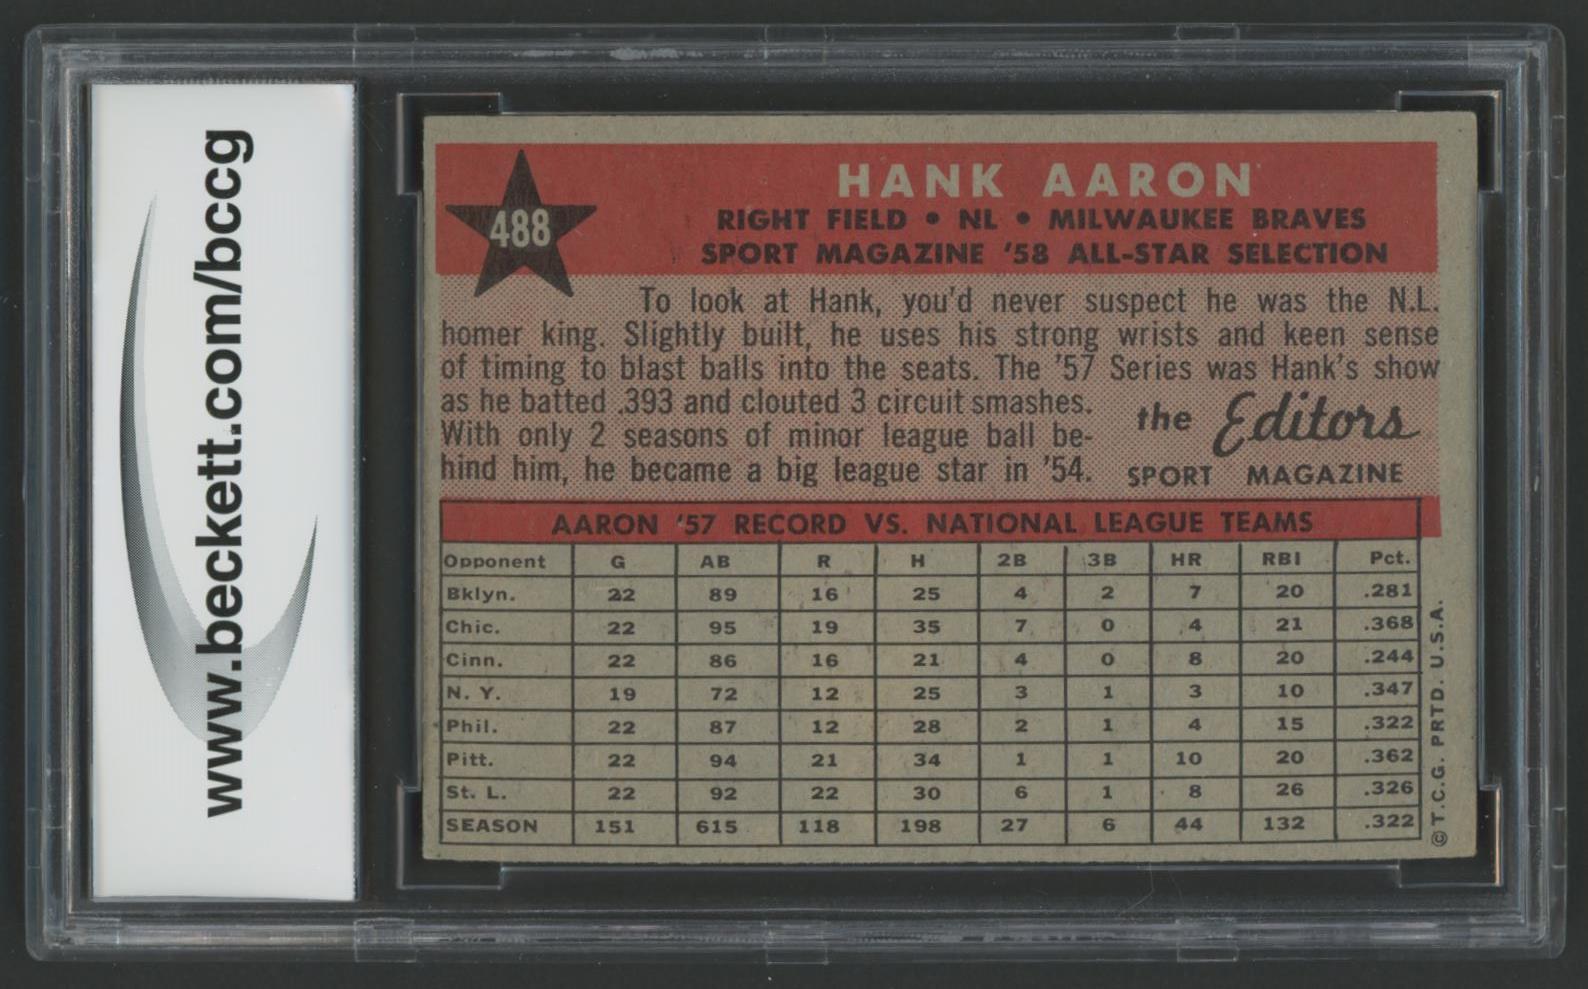 www.beckett.com/bccg
488
HANK AARON
RIGHT FIELD • NL • MILWAUKEE BRAVES
SPORT MAGAZINE '58 ALL-STAR SELECTION
To look at Hank, you'd never suspect he was the N.L.
homer king. Slightly built, he uses his strong wrists and keen sense
of timing to blast balls into the seats. The '57 Series was Hank's show
as he batted .393 and clouted 3 circuit smashes.
With only 2 seasons of minor league ball be-
hind him, he became a big league star in '54.
the Editors
SPORT MAGAZINE
AARON '57 RECORD VS. NATIONAL LEAGUE TEAMS
Opponent G AB R H 2B 3B HR RBI Pct.
Bklyn. 22 89 16 25 4 2 7 20 .281
Chic. 22 95 19 35 7 0 4 21 .368
Cinn. 22 86 16 21 4 0 8 20 .244
N. Y. 19 72 12 25 3 1 3 10 .347
Phil. 22 87 12 28 2 1 4 15 .322
Pitt. 22 94 21 34 1 1 10 20 .362
St. L. 22 92 22 30 6 1 8 26 .326
SEASON 151 615 118 198 27 6 44 132 .322
©T.C.G. PRTD. U.S.A.